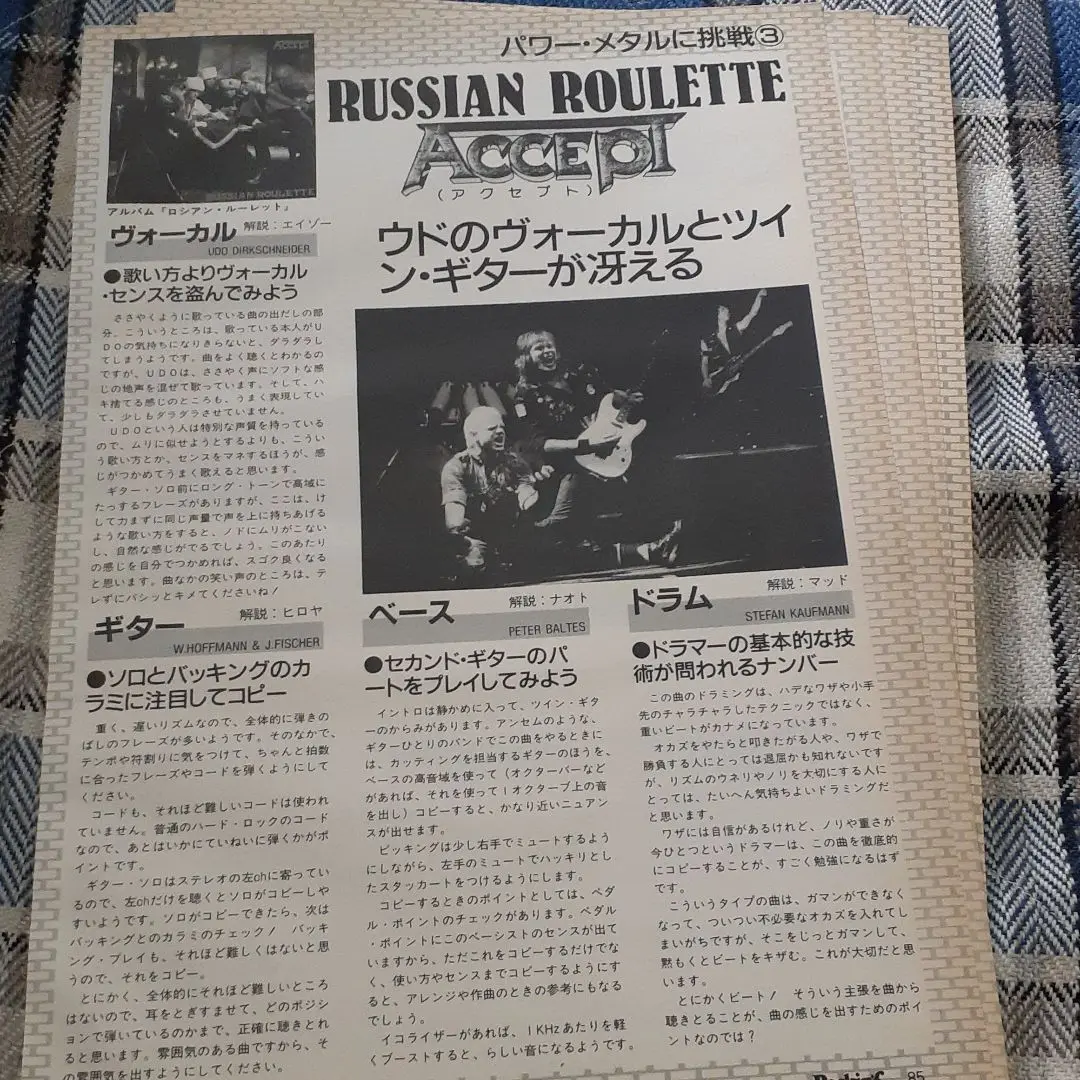 パワー・メタルに挑戦③
RUSSIAN ROULETTE
ACCEPT
(アクセプト)
ACCEPT
RUSSIAN ROULETTE
アルバム「ロシアン・ルーレット」
ウドのヴォーカルとツイ
ン・ギターが冴える
ヴォーカル 解説：エイゾー
UDO DIRKSCHNEIDER
●歌い方よりヴォーカル
・センスを盗んでみよう
ささやくように歌っている曲の出だしの部
分、こういうところは、歌っている本人がU
DOの気持ちになりきらないと、ダラダラし
てしまうようです。曲をよく聴くとわかるの
ですが、UDOは、ささやく声にソフトな感
じの地声を混ぜて歌っています。そして、ハ
キ捨てる感じのところも、うまく表現してい
て、少しもダラダラさせていません。
UDOという人は特別な声質を持っている
ので、ムリに似せようとするよりも、こうい
う歌い方とか、センスをマネするほうが、感
じがつかめてうまく歌えると思います。
ギター・ソロ前にロング・トーンで高域に
たっするフレーズがありますが、ここは、け
して力まずに同じ声量で声を上に持ちあげる
ような歌い方をすると、ノドにムリがこない
し、自然な感じがでるでしょう。このあたり
の感じを自分でつかめれば、スゴク良くなる
と思います。曲なかの笑い声のところは、テ
レずにバシッとキメてくださいね！
ギター 解説：ヒロヤ
W.HOFFMANN & J.FISCHER
●ソロとバッキングのカ
ラミに注目してコピー
重く、遅いリズムなので、全体的に弾きの
ばしのフレーズが多いようです。そのなかで、
テンポや符割りに気をつけて、ちゃんと拍数
に合ったフレーズやコードを弾くようにして
ください。
コードも、それほど難しいコードは使われ
ていません。普通のハード・ロックのコード
なので、あとはいかにていねいに弾くかがポ
イントです。
ギター・ソロはステレオの左chに寄ってい
るので、左chだけを聴くとソロがコピーしや
すいようです。ソロがコピーできたら、次は
バッキングとのカラミのチェック！ バッキ
ング・プレイも、それほど難しくはないと思
うので、それをコピー。
とにかく、全体的にそれほど難しいところ
はないので、耳をとぎすませて、どのポジシ
ョンで弾いているのかまで、正確に聴きとれ
ると思います。雰囲気のある曲ですから、そ
の雰囲気を出すようにしてください。
ベース 解説：ナオト
PETER BALTES
●セカンド・ギターのパ
ートをプレイしてみよう
イントロは静かめに入って、ツイン・ギタ
ーのからみがあります。アンセムのような、
ギターひとりのバンドでこの曲をやるときに
は、カッティングを担当するギターのほうを、
ベースの高音域を使って（オクターバーなど
があれば、それを使って1オクターブ上の音
を出し）コピーすると、かなり近いニュアン
スが出せます。
ピッキングは少し右手でミュートするよう
にしながら、左手のミュートでハッキリとし
たスタッカートをつけるようにします。
コピーするときのポイントとしては、ペダ
ル・ポイントのチェックがあります。ペダル
・ポイントにこのベーシストのセンスが出て
いますから、ただこれをコピーするだけでな
く、使い方やセンスまでコピーするようにす
ると、アレンジや作曲のときの参考にもなる
でしょう。
イコライザーがあれば、1KHzあたりを軽
くブーストすると、らしい音になるようです。
ドラム 解説：マッド
STEFAN KAUFMANN
●ドラマーの基本的な技
術が問われるナンバー
この曲のドラミングは、ハデなワザや小手
先のチャラチャラしたテクニックではなく、
重いビートがカナメになっています。
オカズをやたらと叩きたがる人や、ワザで
勝負する人にとっては退屈かも知れないです
が、リズムのウネリやノリを大切にする人に
とっては、たいへん気持ちよいドラミングだ
と思います。
ワザには自信があるけれど、ノリや重さが
今ひとつというドラマーは、この曲を徹底的
にコピーすることが、すごく勉強になるはず
です。
こういうタイプの曲は、ガマンができなく
なって、ついつい不必要なオカズを入れてし
まいがちですが、そこをじっとガマンして、
黙もくとビートをキザむ。これが大切だと思
います。
とにかくビート！ そういう主張を曲から
聴きとることが、曲の感じを出すためのポイ
ントなのでは？
85